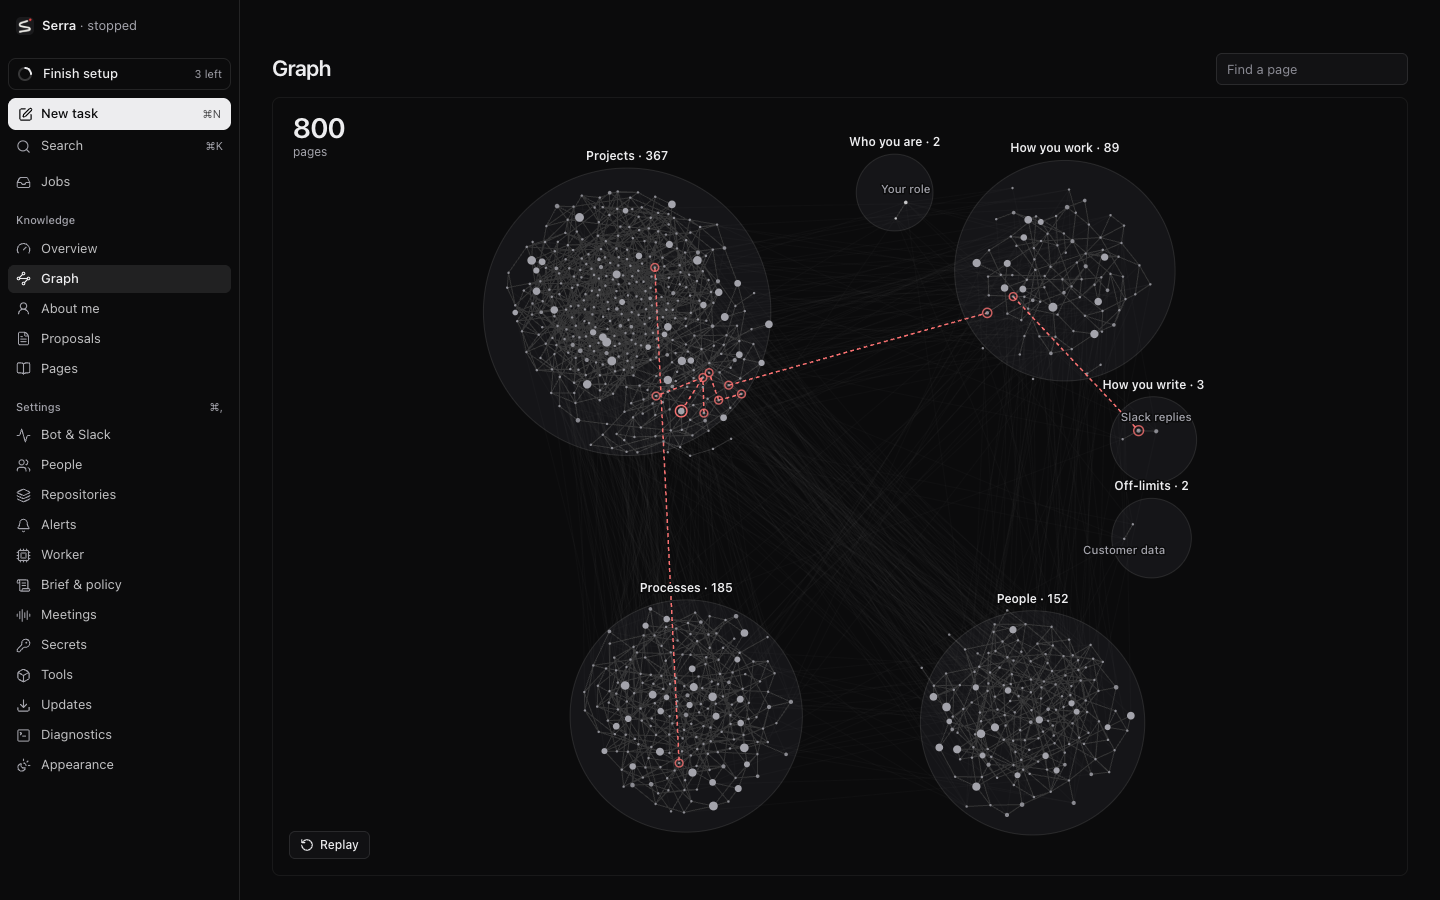 Serra · stopped
Finish setup 3 left
New task ⌘N
Search ⌘K
Jobs
Knowledge
Overview
Graph
About me
Proposals
Pages
Settings ⌘,
Bot & Slack
People
Repositories
Alerts
Worker
Brief & policy
Meetings
Secrets
Tools
Updates
Diagnostics
Appearance
Graph
Find a page
800
pages
Projects · 367
Who you are · 2
Your role
How you work · 89
How you write · 3
Slack replies
Off-limits · 2
Customer data
Processes · 185
People · 152
Replay